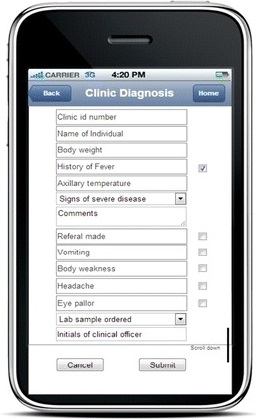 CARRIER 3G 4:20 PM
Back Clinic Diagnosis Home
Clinic id number
Name of Individual
Body weight
History of Fever
Axillary temperature
Signs of severe disease
Comments
Referal made
Vomiting
Body weakness
Headache
Eye pallor
Lab sample ordered
Initials of clinical officer
Scroll down
Cancel Submit